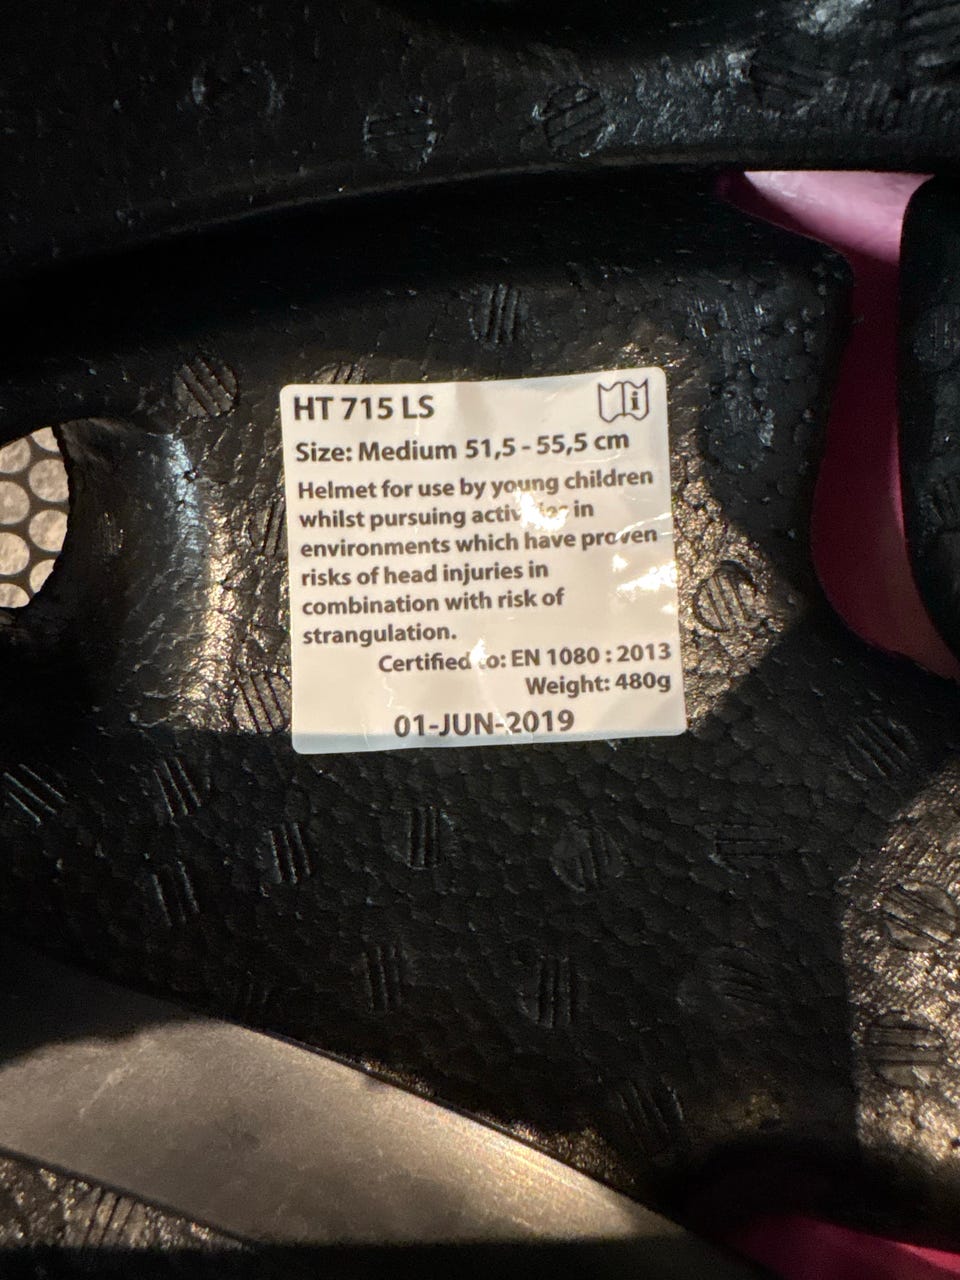 HT 715 LS
Size: Medium 51,5 - 55,5 cm
Helmet for use by young children
whilst pursuing activities in
environments which have proven
risks of head injuries in
combination with risk of
strangulation.
Certified to: EN 1080 : 2013
Weight: 480g
01-JUN-2019